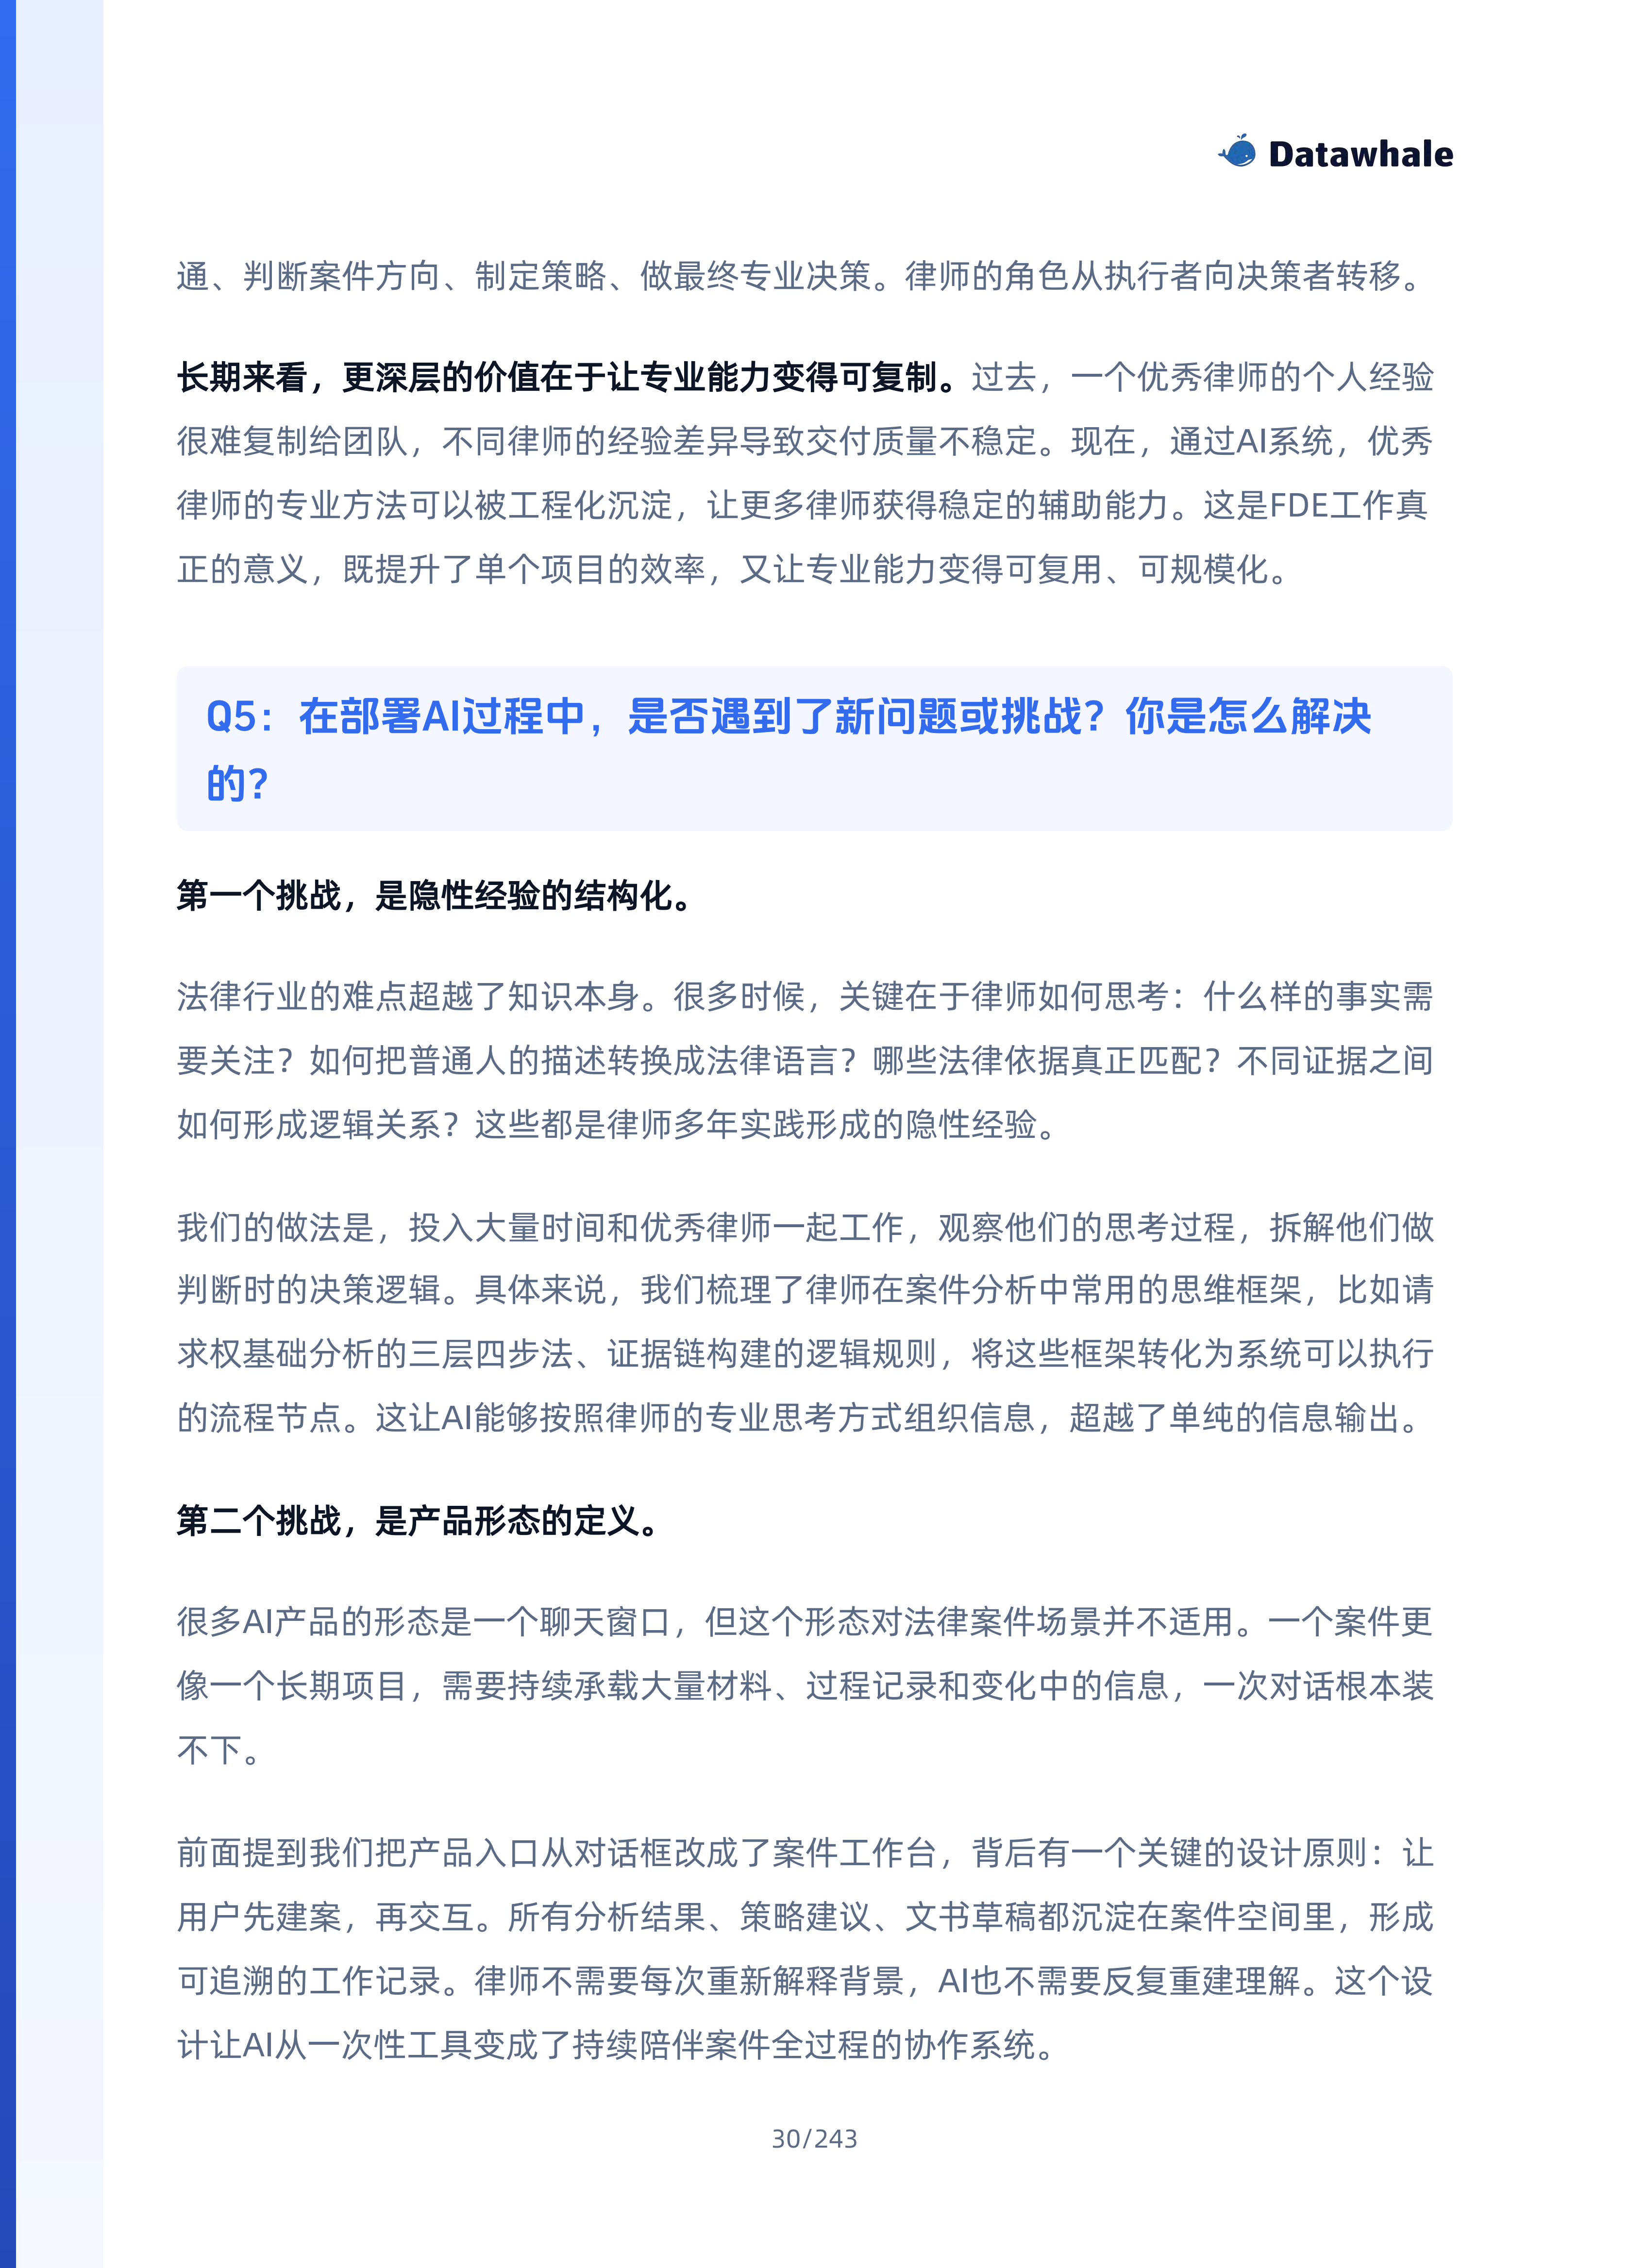 Datawhale
通、判断案件方向、制定策略、做最终专业决策。律师的角色从执行者向决策者转移。
长期来看，更深层的价值在于让专业能力变得可复制。过去，一个优秀律师的个人经验
很难复制给团队，不同律师的经验差异导致交付质量不稳定。现在，通过AI系统，优秀
律师的专业方法可以被工程化沉淀，让更多律师获得稳定的辅助能力。这是FDE工作真
正的意义，既提升了单个项目的效率，又让专业能力变得可复用、可规模化。
Q5：在部署AI过程中，是否遇到了新问题或挑战？你是怎么解决
的？
第一个挑战，是隐性经验的结构化。
法律行业的难点超越了知识本身。很多时候，关键在于律师如何思考：什么样的事实需
要关注？如何把普通人的描述转换成法律语言？哪些法律依据真正匹配？不同证据之间
如何形成逻辑关系？这些都是律师多年实践形成的隐性经验。
我们的做法是，投入大量时间和优秀律师一起工作，观察他们的思考过程，拆解他们做
判断时的决策逻辑。具体来说，我们梳理了律师在案件分析中常用的思维框架，比如请
求权基础分析的三层四步法、证据链构建的逻辑规则，将这些框架转化为系统可以执行
的流程节点。这让AI能够按照律师的专业思考方式组织信息，超越了单纯的信息输出。
第二个挑战，是产品形态的定义。
很多AI产品的形态是一个聊天窗口，但这个形态对法律案件场景并不适用。一个案件更
像一个长期项目，需要持续承载大量材料、过程记录和变化中的信息，一次对话根本装
不下。
前面提到我们把产品入口从对话框改成了案件工作台，背后有一个关键的设计原则：让
用户先建案，再交互。所有分析结果、策略建议、文书草稿都沉淀在案件空间里，形成
可追溯的工作记录。律师不需要每次重新解释背景，AI也不需要反复重建理解。这个设
计让AI从一次性工具变成了持续陪伴案件全过程的协作系统。
30/243